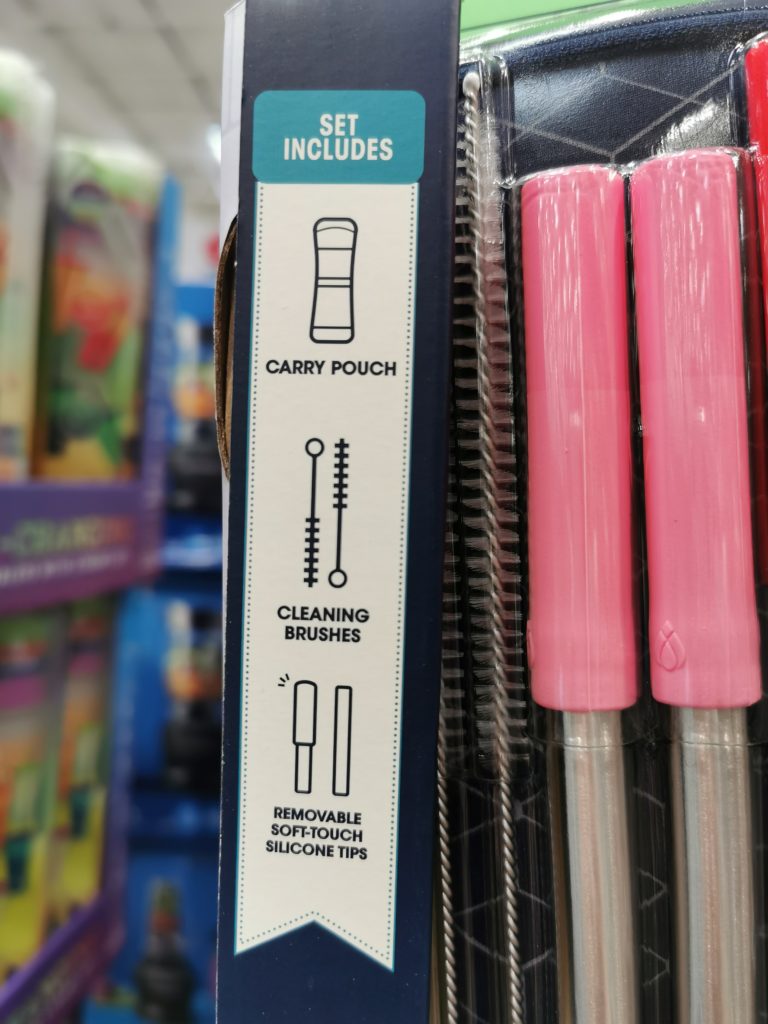 SET
INCLUDES
CARRY POUCH
CLEANING
BRUSHES
REMOVABLE
SOFT-TOUCH
SILICONE TIPS